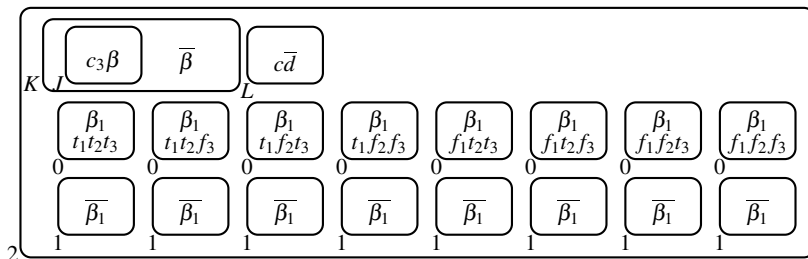 c₃β β̅ cd̅
K J L
β₁ β₁ β₁ β₁ β₁ β₁ β₁ β₁
t₁t₂t₃ t₁t₂f₃ t₁f₂t₃ t₁f₂f₃ f₁t₂t₃ f₁t₂f₃ f₁f₂t₃ f₁f₂f₃
0 0 0 0 0 0 0 0
β̅₁̅ β̅₁̅ β̅₁̅ β̅₁̅ β̅₁̅ β̅₁̅ β̅₁̅ β̅₁̅
2 1 1 1 1 1 1 1 1